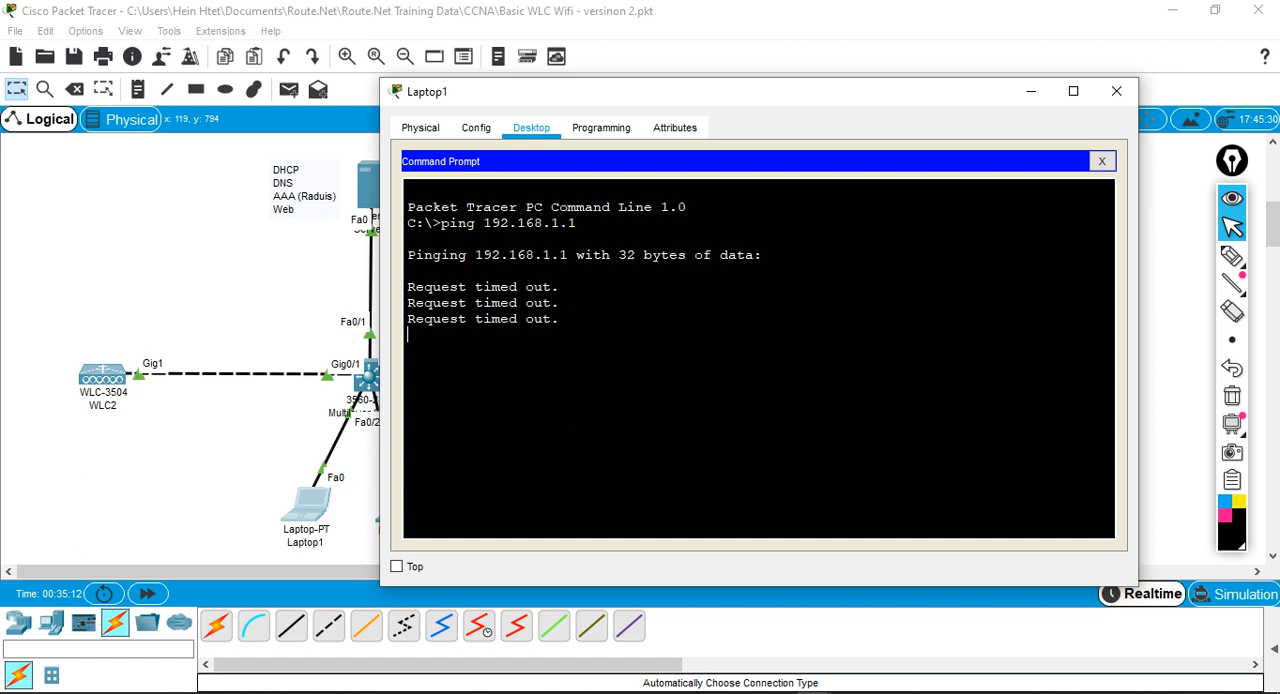 Cisco Packet Tracer - C:\Users\Hein Htet\Documents\Route.Net\Route.Net Training Data\CCNA\Basic WLC Wifi - versinon 2.pkt
File Edit Options View Tools Extensions Help
?
Laptop1
Logical Physical x: 119, y: 794
17:45:30
Physical Config Desktop Programming Attributes
Command Prompt
X
DHCP
DNS
AAA (Raduis)
Web
Fa0
Packet Tracer PC Command Line 1.0
C:\>ping 192.168.1.1
Pinging 192.168.1.1 with 32 bytes of data:
Request timed out.
Request timed out.
Request timed out.
Fa0/1
Gig1
Gig0/1
WLC-3504
WLC2
3560-2
Multil
Fa0/2
Fa0
Laptop-PT
Laptop1
Top
Time: 00:35:12
Realtime Simulation
Automatically Choose Connection Type